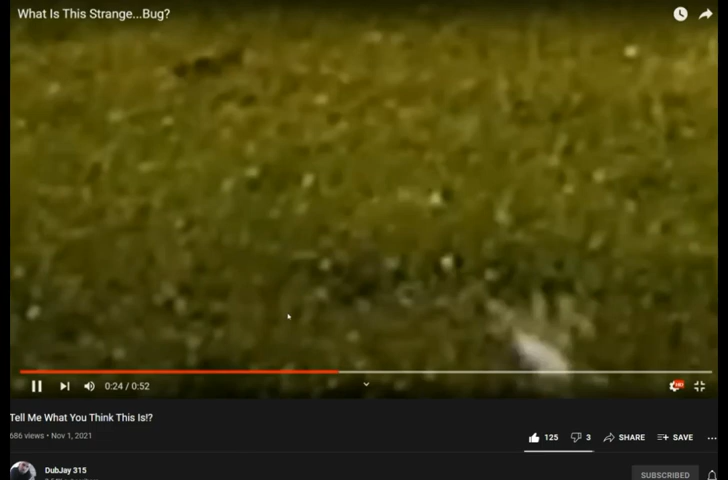 What Is This Strange...Bug?
0:24 / 0:52
HD
Tell Me What You Think This Is!?
686 views • Nov 1, 2021
125
3
SHARE
SAVE
DubJay 315
SUBSCRIBED